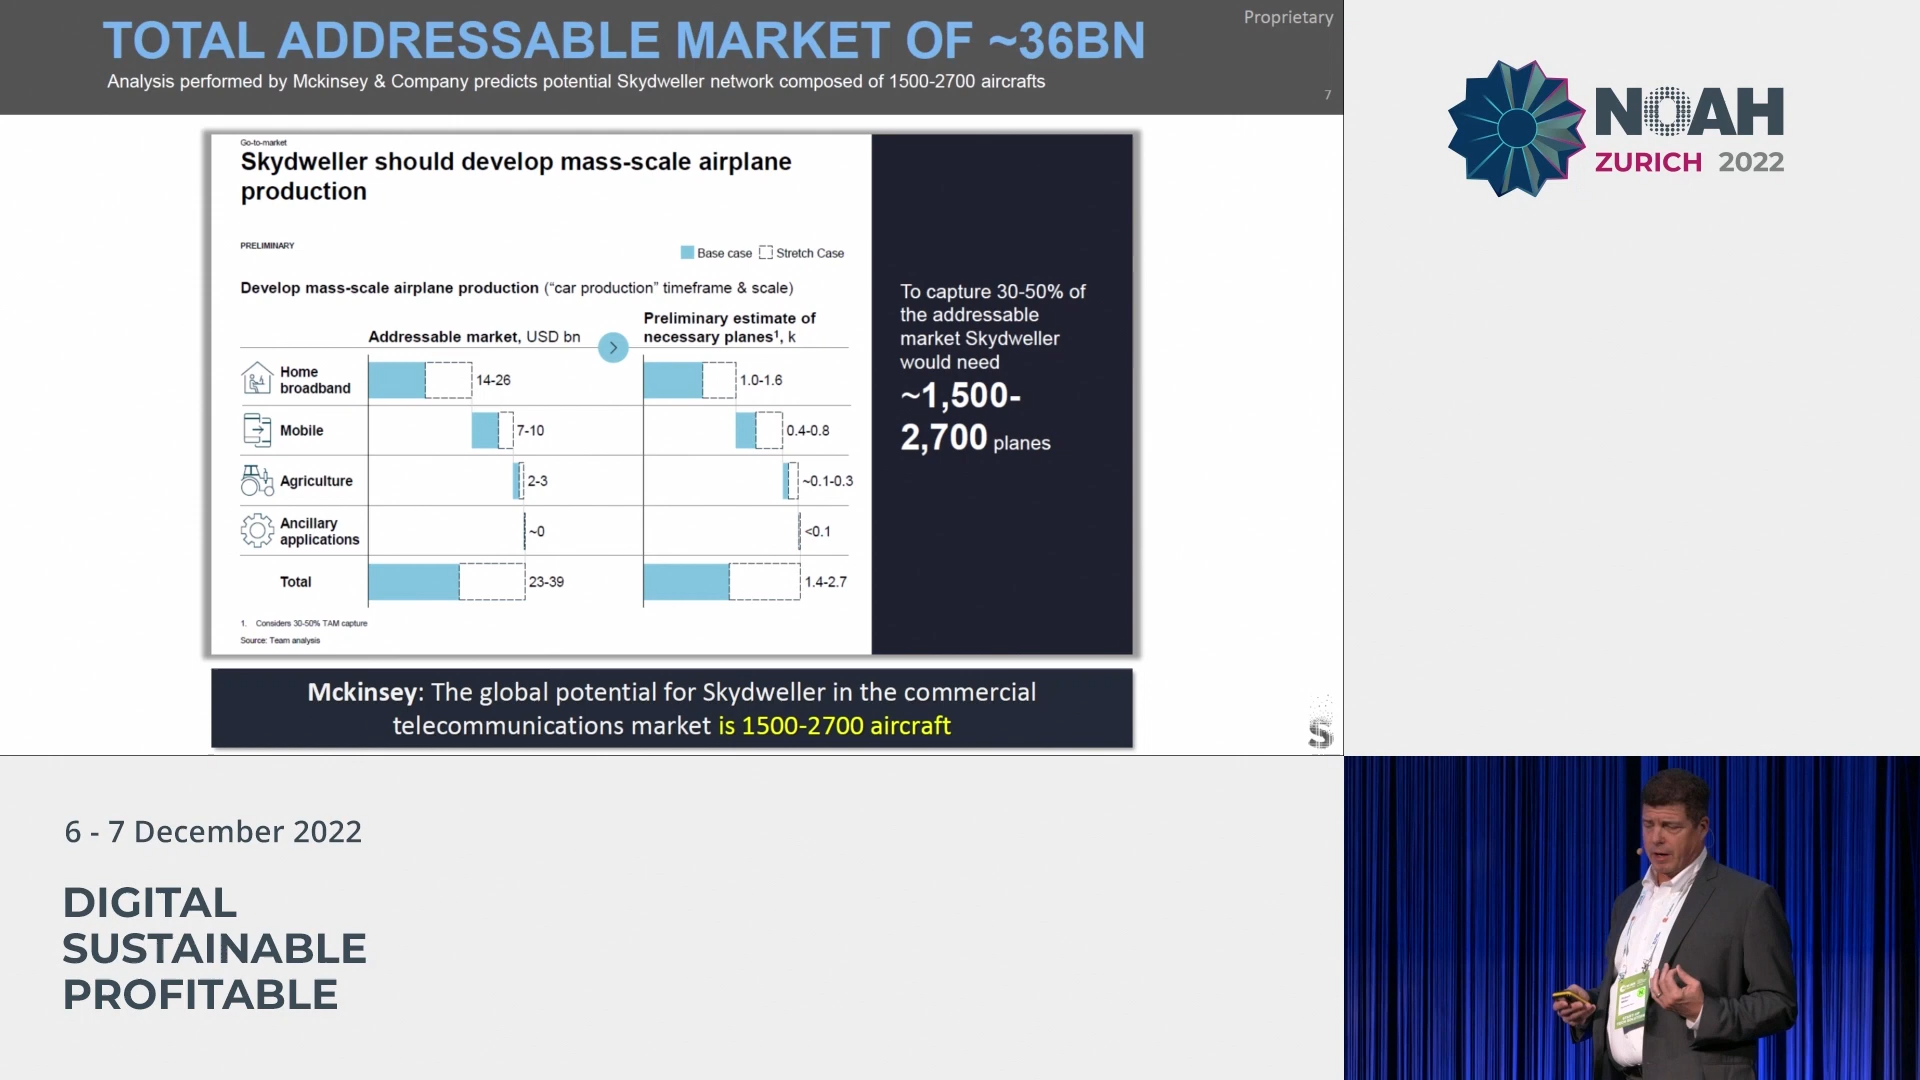 TOTAL ADDRESSABLE MARKET OF ~36BN
Proprietary
Analysis performed by Mckinsey & Company predicts potential Skydweller network composed of 1500-2700 aircrafts
7
Go-to-market
Skydweller should develop mass-scale airplane
production
PRELIMINARY
Base case
Stretch Case
Develop mass-scale airplane production ("car production" timeframe & scale)
Addressable market, USD bn
Preliminary estimate of
necessary planes¹, k
Home
broadband
14-26
1.0-1.6
Mobile
7-10
0.4-0.8
Agriculture
2-3
~0.1-0.3
Ancillary
applications
~0
<0.1
Total
23-39
1.4-2.7
1. Considers 30-50% TAM capture
Source: Team analysis
To capture 30-50% of
the addressable
market Skydweller
would need
~1,500-
2,700 planes
Mckinsey: The global potential for Skydweller in the commercial
telecommunications market is 1500-2700 aircraft
S
NOAH
ZURICH 2022
6 - 7 December 2022
DIGITAL
SUSTAINABLE
PROFITABLE